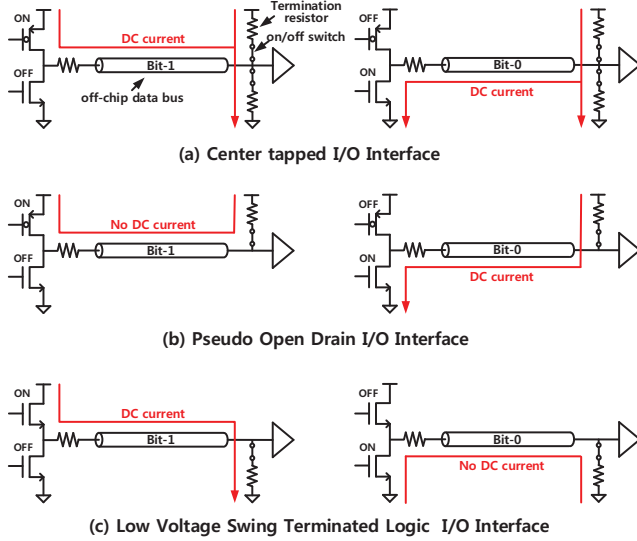 ON
DC current
Termination
resistor
on/off switch
OFF
Bit-1
off-chip data bus
OFF
ON
Bit-0
DC current
(a) Center tapped I/O Interface
ON
No DC current
OFF
Bit-1
OFF
ON
Bit-0
DC current
(b) Pseudo Open Drain I/O Interface
ON
DC current
OFF
Bit-1
OFF
ON
Bit-0
No DC current
(c) Low Voltage Swing Terminated Logic I/O Interface